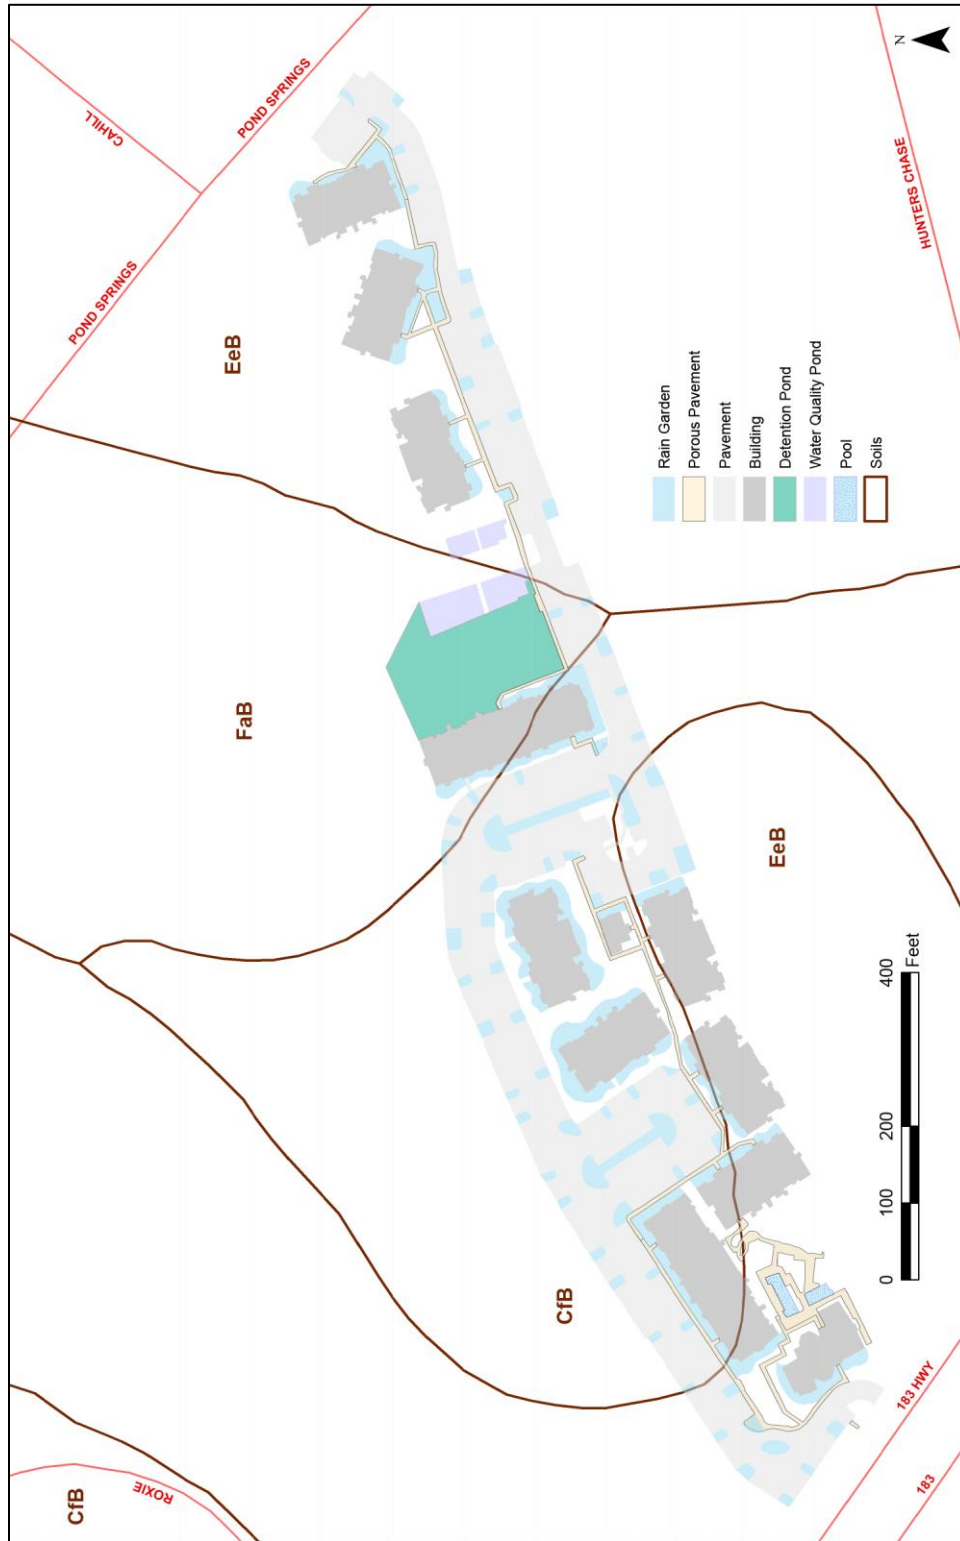 CAHILL
POND SPRINGS
N
POND SPRINGS
HUNTERS CHASE
EeB
Rain Garden
Porous Pavement
Pavement
Building
Detention Pond
Water Quality Pond
Pool
Soils
FaB
EeB
CfB
0 100 200 400
Feet
183 HWY
183
ROXIE
CfB